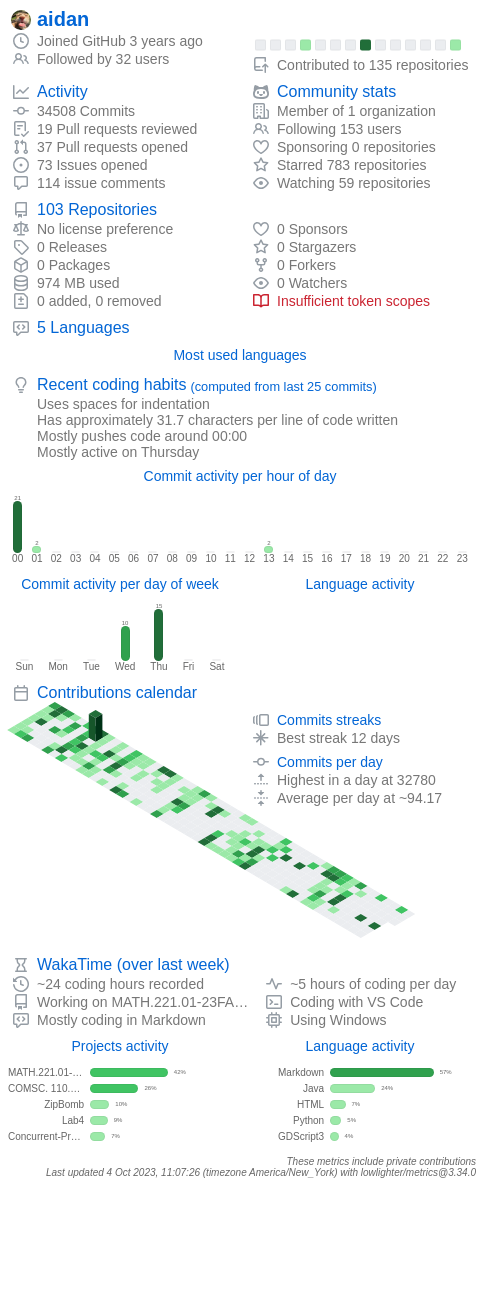 aidan
Joined GitHub 3 years ago
Followed by 32 users
Contributed to 135 repositories
Activity
34508 Commits
19 Pull requests reviewed
37 Pull requests opened
73 Issues opened
114 issue comments
Community stats
Member of 1 organization
Following 153 users
Sponsoring 0 repositories
Starred 783 repositories
Watching 59 repositories
103 Repositories
No license preference
0 Releases
0 Packages
974 MB used
0 added, 0 removed
0 Sponsors
0 Stargazers
0 Forkers
0 Watchers
Insufficient token scopes
5 Languages
Most used languages
Recent coding habits (computed from last 25 commits)
Uses spaces for indentation
Has approximately 31.7 characters per line of code written
Mostly pushes code around 00:00
Mostly active on Thursday
Commit activity per hour of day
21 2 2
00 01 02 03 04 05 06 07 08 09 10 11 12 13 14 15 16 17 18 19 20 21 22 23
Commit activity per day of week
10 15
Sun Mon Tue Wed Thu Fri Sat
Language activity
Contributions calendar
Commits streaks
Best streak 12 days
Commits per day
Highest in a day at 32780
Average per day at ~94.17
WakaTime (over last week)
~24 coding hours recorded
Working on MATH.221.01-23FA…
Mostly coding in Markdown
~5 hours of coding per day
Coding with VS Code
Using Windows
Projects activity
MATH.221.01-… 42%
COMSC. 110.… 26%
ZipBomb 10%
Lab4 9%
Concurrent-Pr… 7%
Language activity
Markdown 57%
Java 24%
HTML 7%
Python 5%
GDScript3 4%
These metrics include private contributions
Last updated 4 Oct 2023, 11:07:26 (timezone America/New_York) with lowlighter/metrics@3.34.0